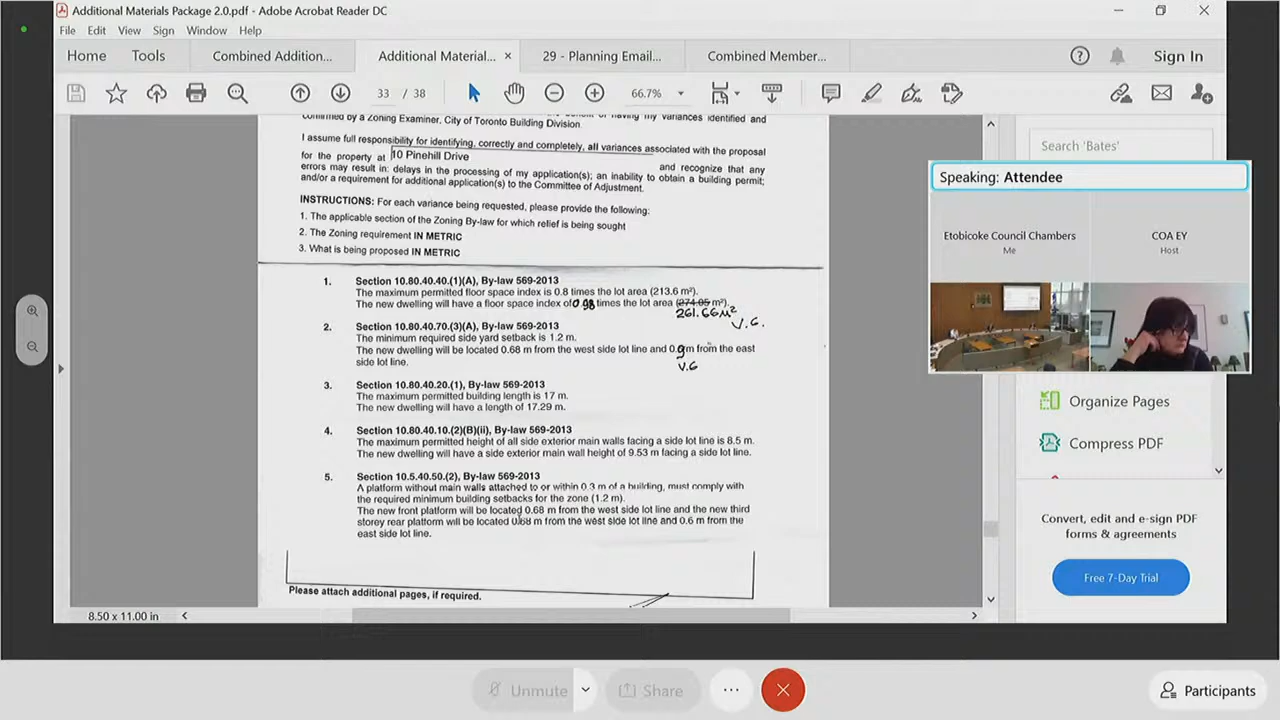 Additional Materials Package 2.0.pdf - Adobe Acrobat Reader DC
File Edit View Sign Window Help
Home Tools Combined Addition... Additional Material... × 29 - Planning Email... Combined Member... Sign In
33 / 38 66.7%
confirmed by a Zoning Examiner, City of Toronto Building Division
I assume full responsibility for identifying, correctly and completely, all variances associated with the proposal
for the property at 10 Pinehill Drive and recognize that any
errors may result in: delays in the processing of my application(s); an inability to obtain a building permit;
and/or a requirement for additional application(s) to the Committee of Adjustment.
INSTRUCTIONS: For each variance being requested, please provide the following:
1. The applicable section of the Zoning By-law for which relief is being sought
2. The Zoning requirement IN METRIC
3. What is being proposed IN METRIC
1. Section 10.80.40.40.(1)(A), By-law 569-2013
The maximum permitted floor space index is 0.8 times the lot area (213.6 m²).
The new dwelling will have a floor space index of 0.98 times the lot area (274.05 m²).
261.66 m²
V.G.
2. Section 10.80.40.70.(3)(A), By-law 569-2013
The minimum required side yard setback is 1.2 m.
The new dwelling will be located 0.68 m from the west side lot line and 0.9m from the east
side lot line.
V.G
3. Section 10.80.40.20.(1), By-law 569-2013
The maximum permitted building length is 17 m.
The new dwelling will have a length of 17.29 m.
4. Section 10.80.40.10.(2)(B)(ii), By-law 569-2013
The maximum permitted height of all side exterior main walls facing a side lot line is 8.5 m.
The new dwelling will have a side exterior main wall height of 9.53 m facing a side lot line.
5. Section 10.5.40.50.(2), By-law 569-2013
A platform without main walls attached to or within 0.3 m of a building, must comply with
the required minimum building setbacks for the zone (1.2 m).
The new front platform will be located 0.68 m from the west side lot line and the new third
storey rear platform will be located 0.68 m from the west side lot line and 0.6 m from the
east side lot line.
Please attach additional pages, if required.
8.50 x 11.00 in
Search 'Bates'
Speaking: Attendee
Etobicoke Council Chambers
Me
COA EY
Host
Organize Pages
Compress PDF
Convert, edit and e-sign PDF
forms & agreements
Free 7-Day Trial
Unmute Share ... Participants